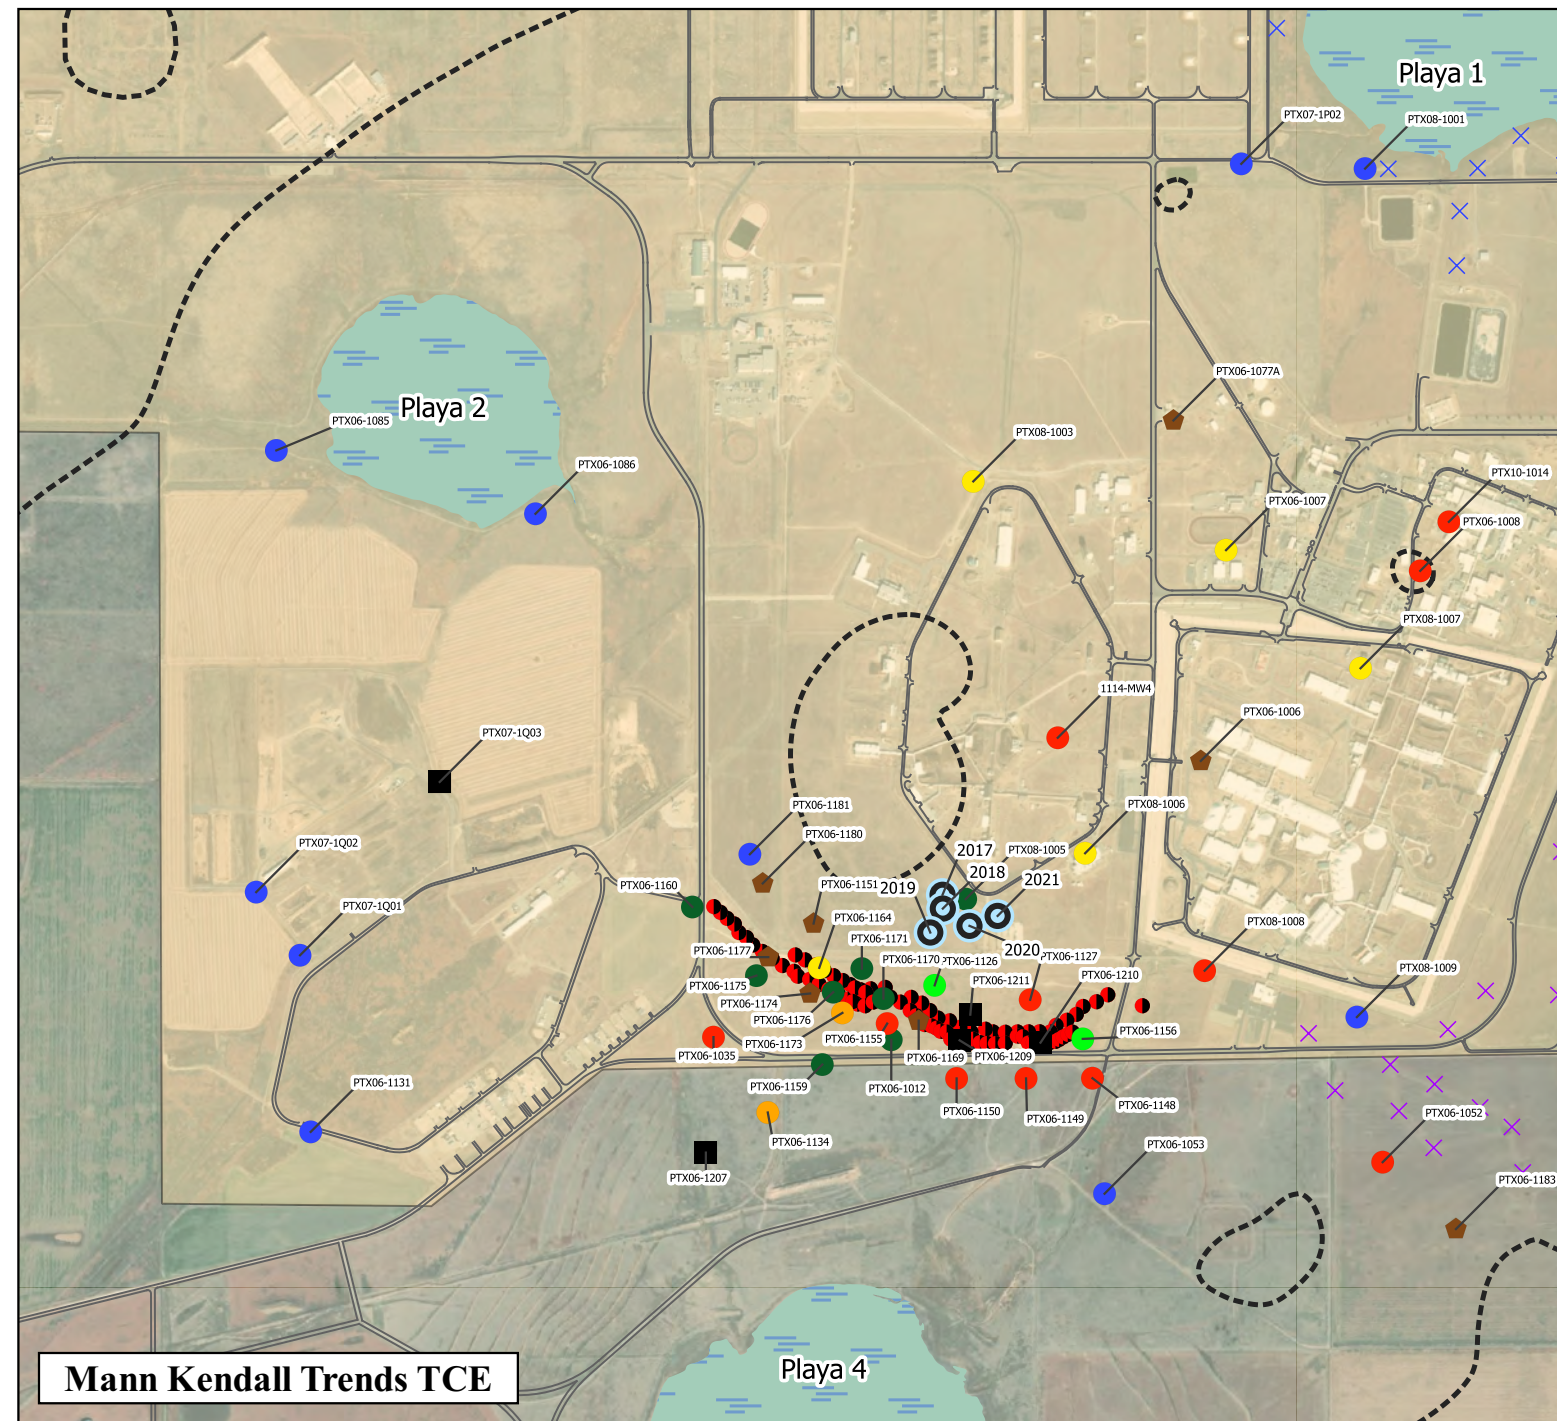 Playa 1
PTX07-1P02
PTX08-1001
PTX06-1077A
Playa 2
PTX06-1085
PTX08-1003
PTX06-1086
PTX10-1014
PTX06-1007
PTX06-1008
PTX08-1007
1114-MW4
PTX06-1006
PTX07-1Q03
PTX06-1181
PTX08-1006
PTX06-1180
PTX07-1Q02
2017
PTX08-1005
2018
PTX06-1160
PTX06-1151
2019
2021
PTX07-1Q01
PTX06-1164
PTX08-1008
PTX06-1171
PTX06-1177
2020
PTX06-1127
PTX06-1170
PTX06-1126
PTX08-1009
PTX06-1210
PTX06-1211
PTX06-1175
PTX06-1174
PTX06-1176
PTX06-1156
PTX06-1155
PTX06-1173
PTX06-1035
PTX06-1169
PTX06-1209
PTX06-1131
PTX06-1159
PTX06-1012
PTX06-1148
PTX06-1150
PTX06-1149
PTX06-1052
PTX06-1134
PTX06-1053
PTX06-1207
PTX06-1183
Playa 4
Mann Kendall Trends TCE